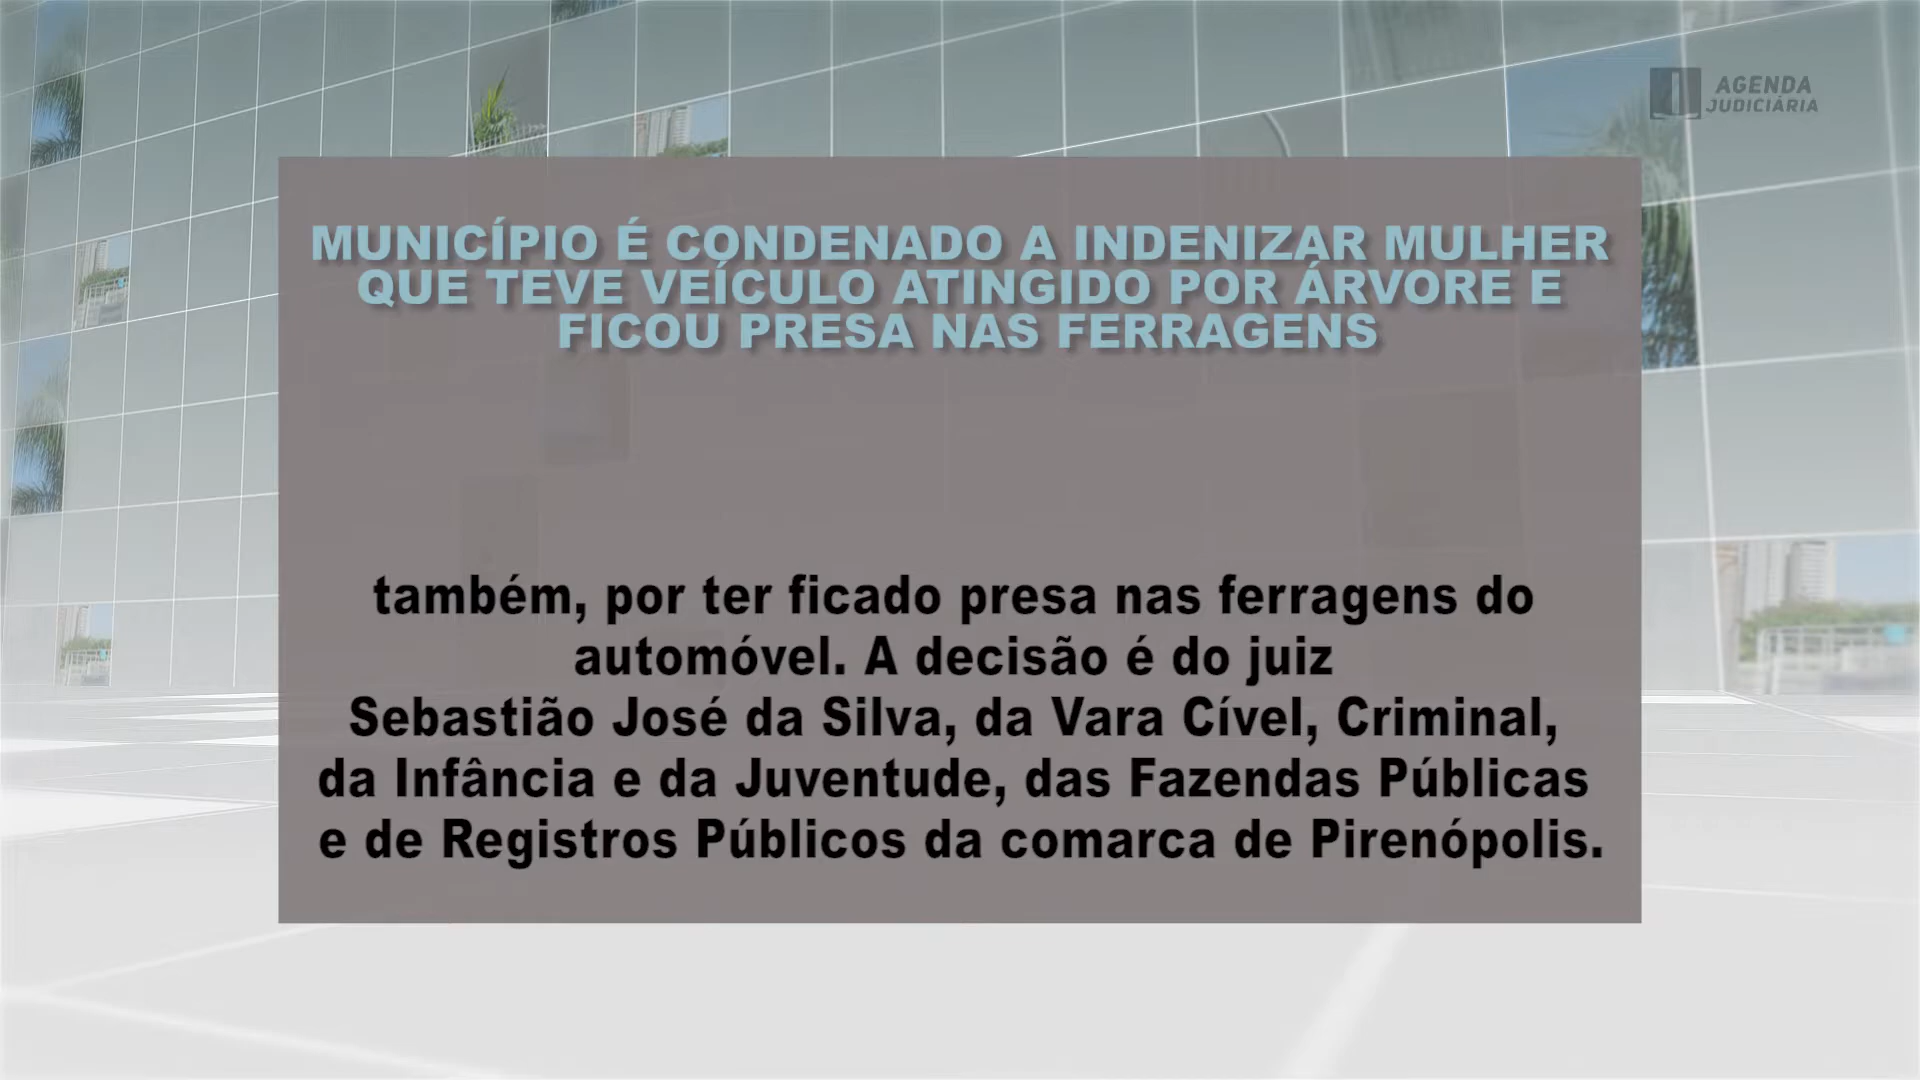 AGENDA
JUDICIÁRIA
MUNICÍPIO É CONDENADO A INDENIZAR MULHER
QUE TEVE VEÍCULO ATINGIDO POR ÁRVORE E
FICOU PRESA NAS FERRAGENS
também, por ter ficado presa nas ferragens do
automóvel. A decisão é do juiz
Sebastião José da Silva, da Vara Cível, Criminal,
da Infância e da Juventude, das Fazendas Públicas
e de Registros Públicos da comarca de Pirenópolis.